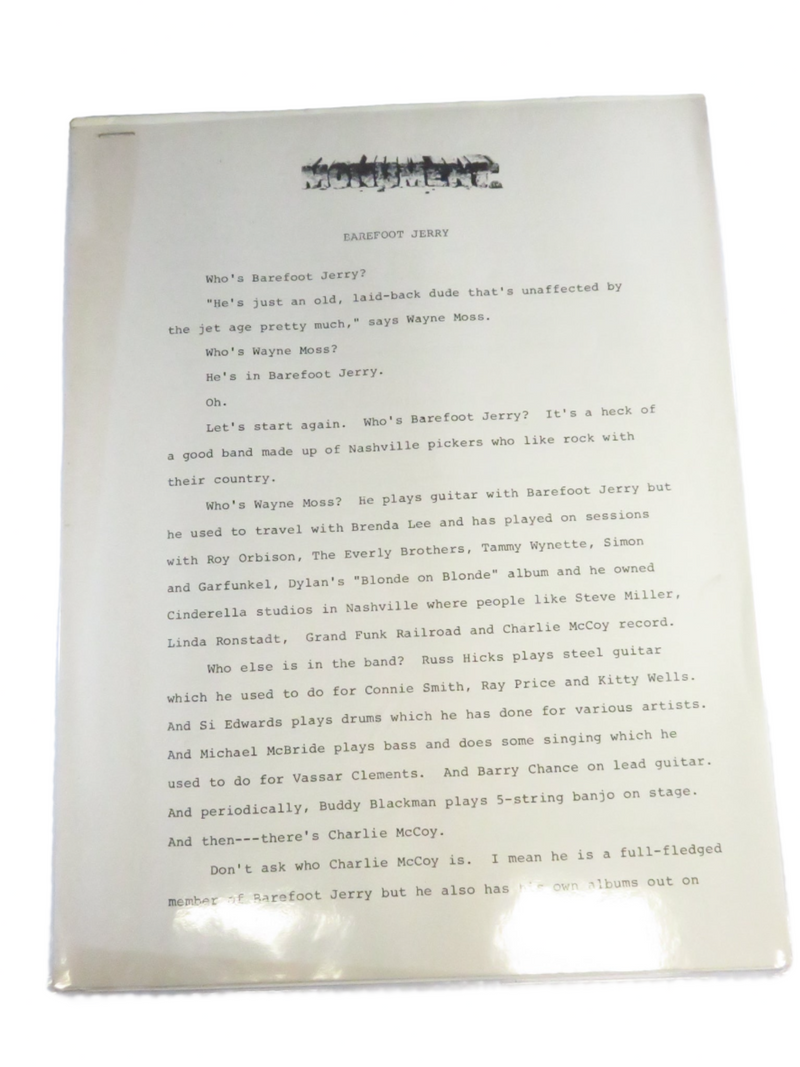 MONUMENT
BAREFOOT JERRY
Who's Barefoot Jerry?
"He's just an old, laid-back dude that's unaffected by
the jet age pretty much," says Wayne Moss.
Who's Wayne Moss?
He's in Barefoot Jerry.
Oh.
Let's start again. Who's Barefoot Jerry? It's a heck of
a good band made up of Nashville pickers who like rock with
their country.
Who's Wayne Moss? He plays guitar with Barefoot Jerry but
he used to travel with Brenda Lee and has played on sessions
with Roy Orbison, The Everly Brothers, Tammy Wynette, Simon
and Garfunkel, Dylan's "Blonde on Blonde" album and he owned
Cinderella studios in Nashville where people like Steve Miller,
Linda Ronstadt, Grand Funk Railroad and Charlie McCoy record.
Who else is in the band? Russ Hicks plays steel guitar
which he used to do for Connie Smith, Ray Price and Kitty Wells.
And Si Edwards plays drums which he has done for various artists.
And Michael McBride plays bass and does some singing which he
used to do for Vassar Clements. And Barry Chance on lead guitar.
And periodically, Buddy Blackman plays 5-string banjo on stage.
And then---there's Charlie McCoy.
Don't ask who Charlie McCoy is. I mean he is a full-fledged
member of Barefoot Jerry but he also has his own albums out on